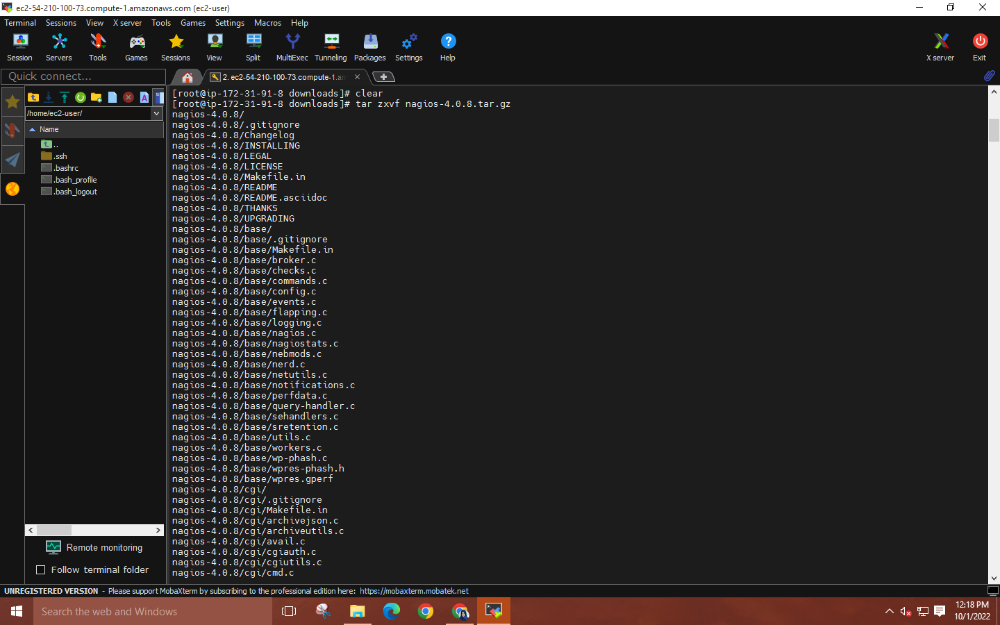 ec2-54-210-100-73.compute-1.amazonaws.com (ec2-user)
Terminal Sessions View X server Tools Games Settings Macros Help
Session Servers Tools Games Sessions View Split MultiExec Tunneling Packages Settings Help X server Exit
Quick connect...
2. ec2-54-210-100-73.compute-1.am
/home/ec2-user/
Name
..
.ssh
.bashrc
.bash_profile
.bash_logout
Remote monitoring
Follow terminal folder
[root@ip-172-31-91-8 downloads]# clear
[root@ip-172-31-91-8 downloads]# tar zxvf nagios-4.0.8.tar.gz
nagios-4.0.8/
nagios-4.0.8/.gitignore
nagios-4.0.8/Changelog
nagios-4.0.8/INSTALLING
nagios-4.0.8/LEGAL
nagios-4.0.8/LICENSE
nagios-4.0.8/Makefile.in
nagios-4.0.8/README
nagios-4.0.8/README.asciidoc
nagios-4.0.8/THANKS
nagios-4.0.8/UPGRADING
nagios-4.0.8/base/
nagios-4.0.8/base/.gitignore
nagios-4.0.8/base/Makefile.in
nagios-4.0.8/base/broker.c
nagios-4.0.8/base/checks.c
nagios-4.0.8/base/commands.c
nagios-4.0.8/base/config.c
nagios-4.0.8/base/events.c
nagios-4.0.8/base/flapping.c
nagios-4.0.8/base/logging.c
nagios-4.0.8/base/nagios.c
nagios-4.0.8/base/nagiostats.c
nagios-4.0.8/base/nebmods.c
nagios-4.0.8/base/nerd.c
nagios-4.0.8/base/netutils.c
nagios-4.0.8/base/notifications.c
nagios-4.0.8/base/perfdata.c
nagios-4.0.8/base/query-handler.c
nagios-4.0.8/base/sehandlers.c
nagios-4.0.8/base/sretention.c
nagios-4.0.8/base/utils.c
nagios-4.0.8/base/workers.c
nagios-4.0.8/base/wp-phash.c
nagios-4.0.8/base/wpres-phash.h
nagios-4.0.8/base/wpres.gperf
nagios-4.0.8/cgi/
nagios-4.0.8/cgi/.gitignore
nagios-4.0.8/cgi/Makefile.in
nagios-4.0.8/cgi/archivejson.c
nagios-4.0.8/cgi/archiveutils.c
nagios-4.0.8/cgi/avail.c
nagios-4.0.8/cgi/cgiauth.c
nagios-4.0.8/cgi/cgiutils.c
nagios-4.0.8/cgi/cmd.c
UNREGISTERED VERSION - Please support MobaXterm by subscribing to the professional edition here: https://mobaxterm.mobatek.net
Search the web and Windows
12:18 PM
10/1/2022